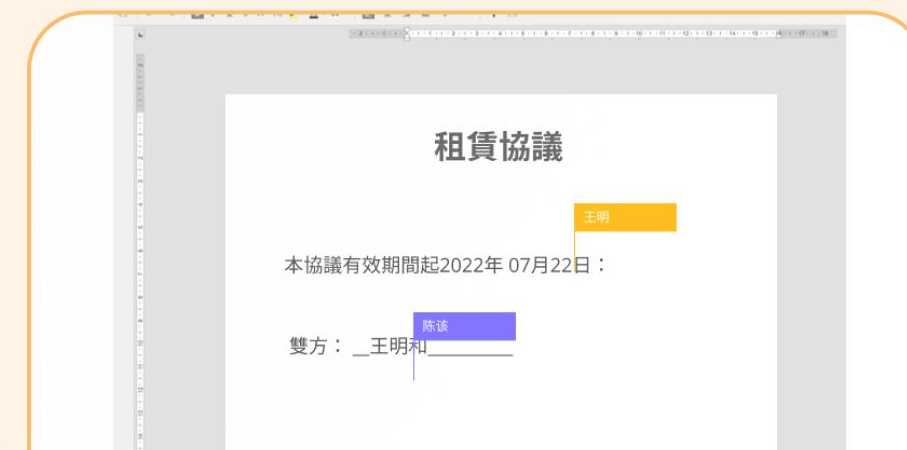 租賃協議
王明
本協議有效期間起2022年 07月22日：
陈该
雙方： __王明和_________